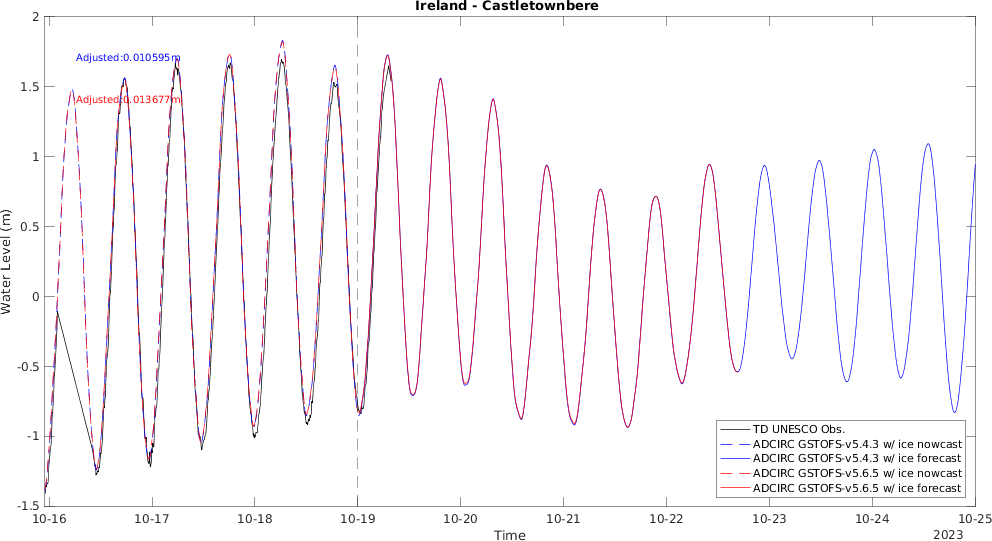 Ireland - Castletownbere
2
1.5
1
0.5
0
-0.5
-1
-1.5
Water Level (m)
Adjusted:0.010595m
Adjusted:0.013677m
TD UNESCO Obs.
ADCIRC GSTOFS-v5.4.3 w/ ice nowcast
ADCIRC GSTOFS-v5.4.3 w/ ice forecast
ADCIRC GSTOFS-v5.6.5 w/ ice nowcast
ADCIRC GSTOFS-v5.6.5 w/ ice forecast
10-16 10-17 10-18 10-19 10-20 10-21 10-22 10-23 10-24 10-25
Time
2023